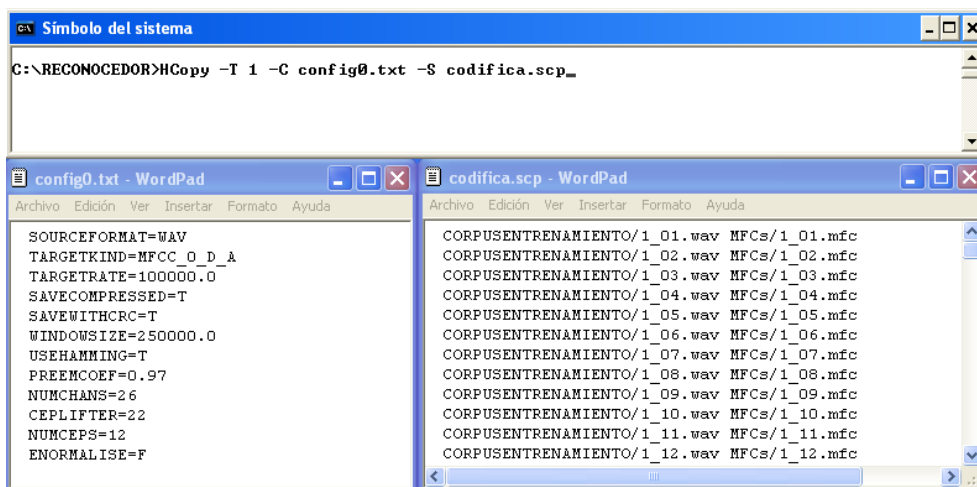 Símbolo del sistema
C:\RECONOCEDOR>HCopy -T 1 -C config0.txt -S codifica.scp_
config0.txt - WordPad
Archivo Edición Ver Insertar Formato Ayuda
SOURCEFORMAT=WAV
TARGETKIND=MFCC_0_D_A
TARGETRATE=100000.0
SAVECOMPRESSED=T
SAVEWITHCRC=T
WINDOWSIZE=250000.0
USEHAMMING=T
PREEMCOEF=0.97
NUMCHANS=26
CEPLIFTER=22
NUMCEPS=12
ENORMALISE=F
codifica.scp - WordPad
Archivo Edición Ver Insertar Formato Ayuda
CORPUSENTRENAMIENTO/1_01.wav MFCs/1_01.mfc
CORPUSENTRENAMIENTO/1_02.wav MFCs/1_02.mfc
CORPUSENTRENAMIENTO/1_03.wav MFCs/1_03.mfc
CORPUSENTRENAMIENTO/1_04.wav MFCs/1_04.mfc
CORPUSENTRENAMIENTO/1_05.wav MFCs/1_05.mfc
CORPUSENTRENAMIENTO/1_06.wav MFCs/1_06.mfc
CORPUSENTRENAMIENTO/1_07.wav MFCs/1_07.mfc
CORPUSENTRENAMIENTO/1_08.wav MFCs/1_08.mfc
CORPUSENTRENAMIENTO/1_09.wav MFCs/1_09.mfc
CORPUSENTRENAMIENTO/1_10.wav MFCs/1_10.mfc
CORPUSENTRENAMIENTO/1_11.wav MFCs/1_11.mfc
CORPUSENTRENAMIENTO/1_12.wav MFCs/1_12.mfc